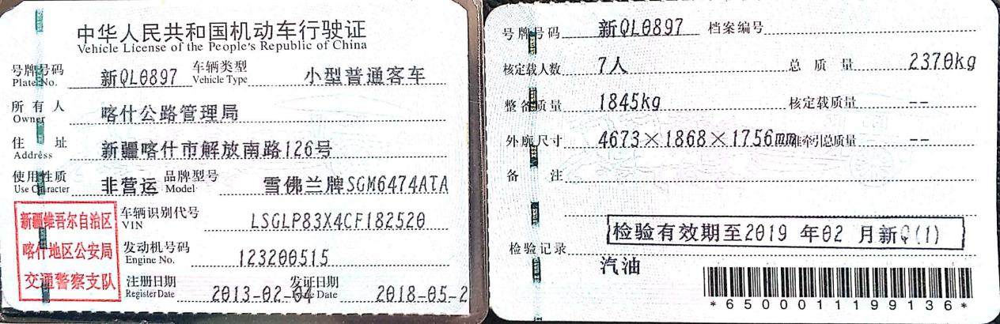 中华人民共和国机动车行驶证
Vehicle License of the People's Republic of China
号牌号码 新QL0897 车辆类型 小型普通客车
Plate No. Vehicle Type
所有人 喀什公路管理局
Owner
住址 新疆喀什市解放南路126号
Address
使用性质 非营运 品牌型号 雪佛兰牌SGM6474ATA
Use Character Model
新疆维吾尔自治区
喀什地区公安局
交通警察支队
车辆识别代号 LSGLP83X4CF182520
VIN
发动机号码 123200515
Engine No.
注册日期 2013-02-04 发证日期 2018-05-2
Register Date Date
号牌号码 新QL0897 档案编号
核定载人数 7人 总质量 2370kg
整备质量 1845kg 核定载质量 --
外廓尺寸 4673×1868×1756mm 准牵引总质量 --
备注
检验有效期至2019 年02 月新Q(1)
检验记录
汽油
*6500011199136*